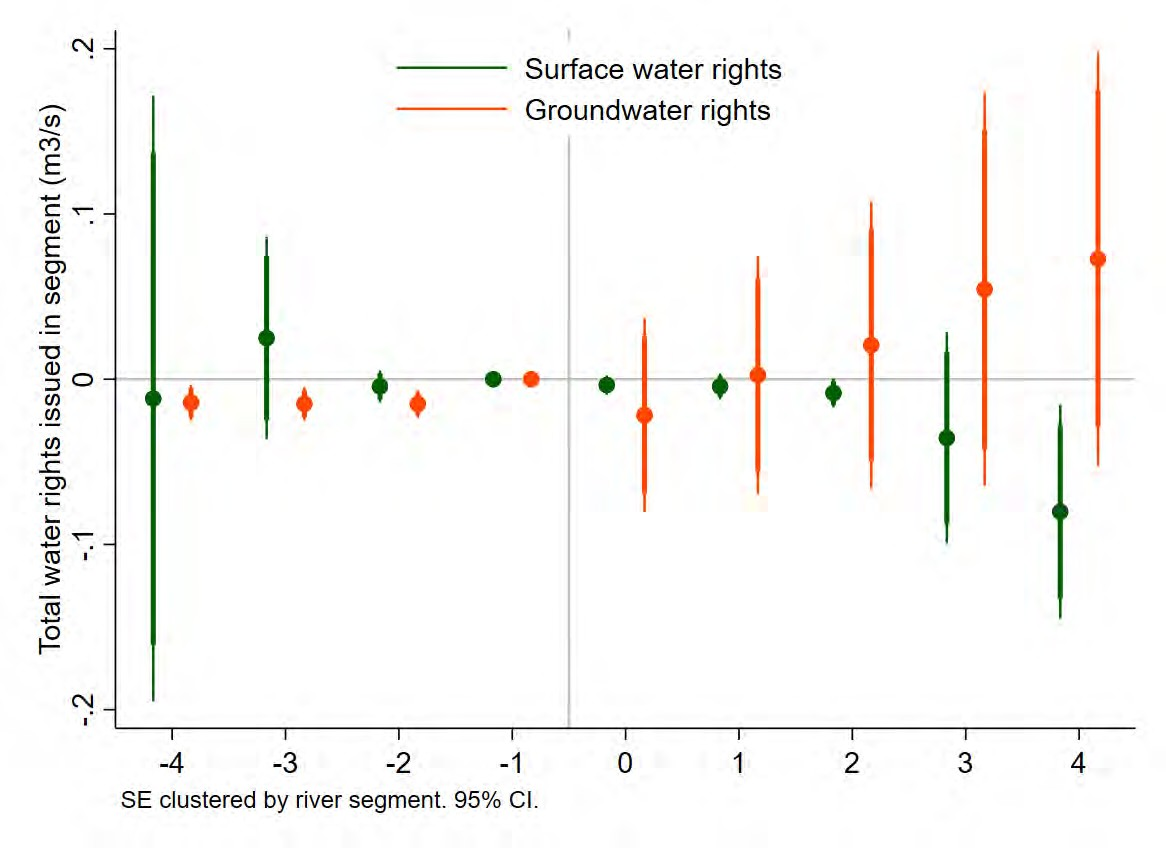 Surface water rights
Groundwater rights
Total water rights issued in segment (m3/s)
.2
.1
0
-.1
-.2
-4 -3 -2 -1 0 1 2 3 4
SE clustered by river segment. 95% CI.